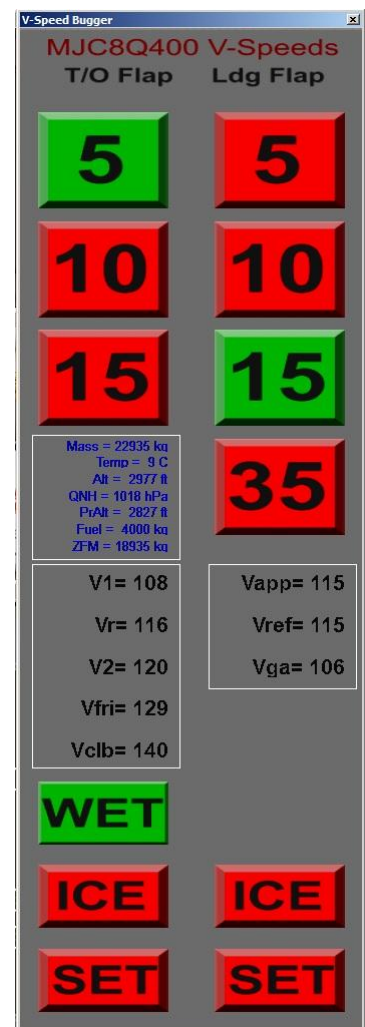 V-Speed Bugger
MJC8Q400 V-Speeds
T/O Flap Ldg Flap
5 5
10 10
15 15
35
Mass = 22935 kg
Temp = 9 C
Alt = 2977 ft
QNH = 1018 hPa
PrAlt = 2827 ft
Fuel = 4000 kg
ZFM = 18935 kg
V1= 108
Vr= 116
V2= 120
Vfri= 129
Vclb= 140
Vapp= 115
Vref= 115
Vga= 106
WET
ICE ICE
SET SET